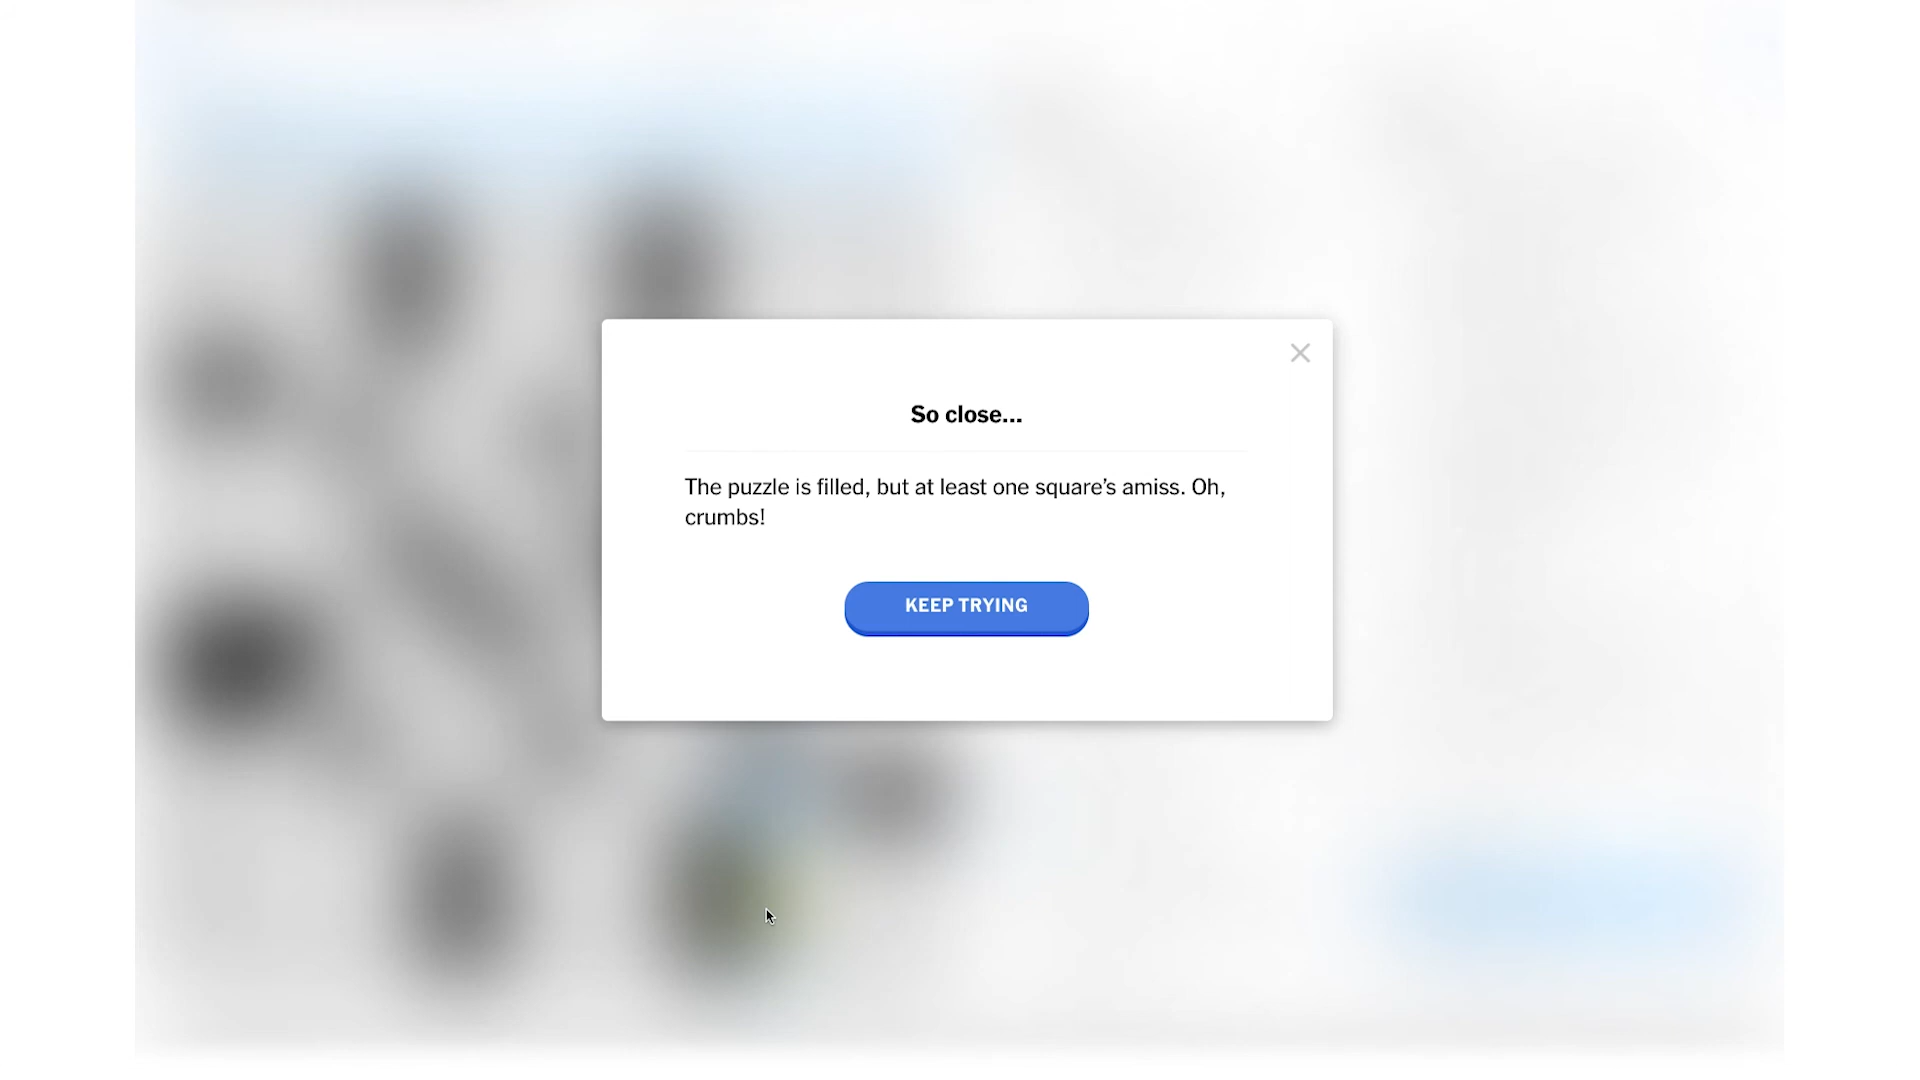 So close...
The puzzle is filled, but at least one square’s amiss. Oh,
crumbs!
KEEP TRYING